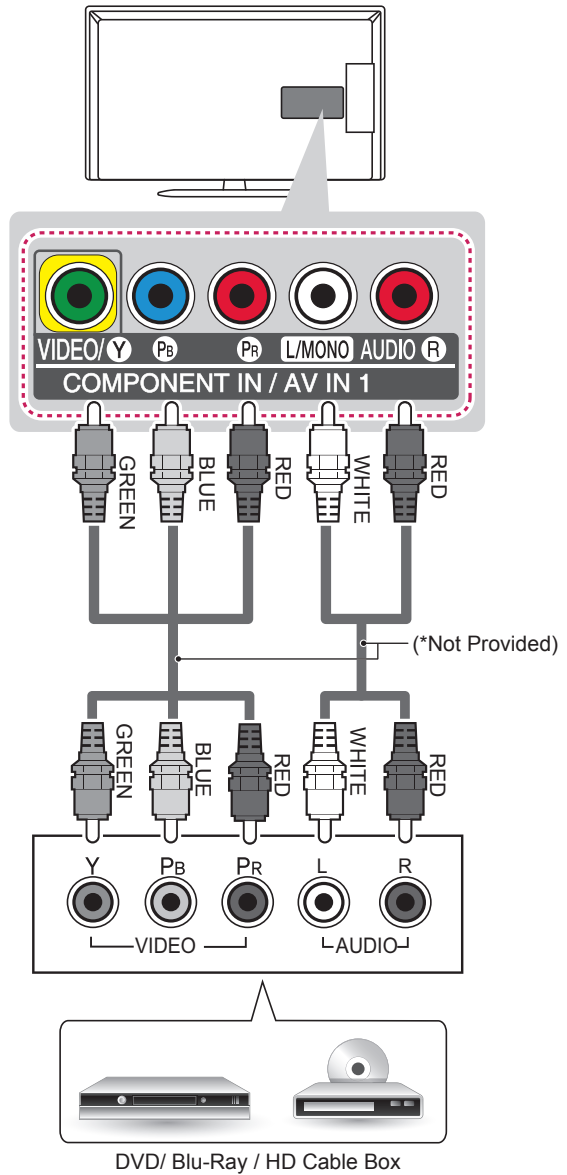 VIDEO/ Y PB PR L/MONO AUDIO R
COMPONENT IN / AV IN 1
GREEN BLUE RED WHITE RED
(*Not Provided)
GREEN BLUE RED WHITE RED
Y PB PR L R
VIDEO AUDIO
DVD/ Blu-Ray / HD Cable Box